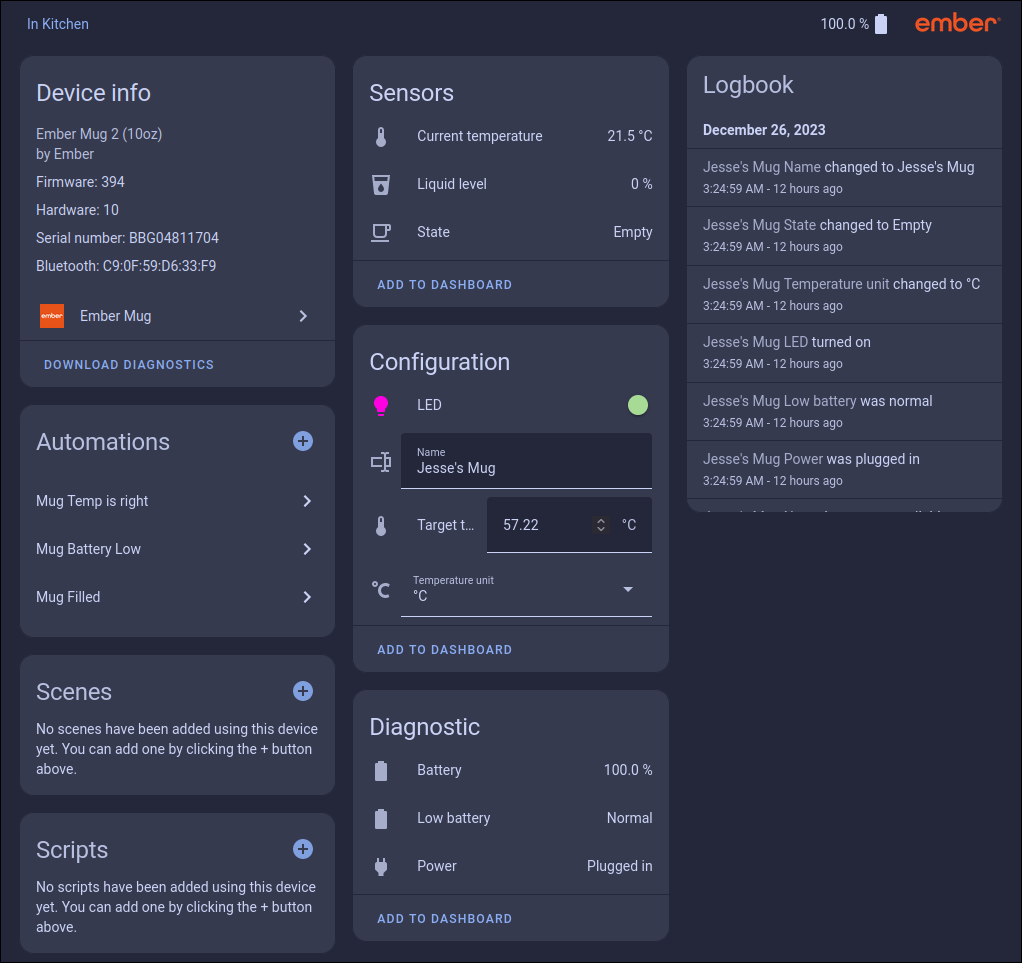 In Kitchen
100.0 %
ember
Device info
Ember Mug 2 (10oz)
by Ember
Firmware: 394
Hardware: 10
Serial number: BBG04811704
Bluetooth: C9:0F:59:D6:33:F9
ember
Ember Mug
DOWNLOAD DIAGNOSTICS
Automations
Mug Temp is right
Mug Battery Low
Mug Filled
Scenes
No scenes have been added using this device
yet. You can add one by clicking the + button
above.
Scripts
No scripts have been added using this device
yet. You can add one by clicking the + button
above.
Sensors
Current temperature 21.5 °C
Liquid level 0 %
State Empty
ADD TO DASHBOARD
Configuration
LED
Name
Jesse's Mug
Target t... 57.22 °C
Temperature unit
°C
ADD TO DASHBOARD
Diagnostic
Battery 100.0 %
Low battery Normal
Power Plugged in
ADD TO DASHBOARD
Logbook
December 26, 2023
Jesse's Mug Name changed to Jesse's Mug
3:24:59 AM - 12 hours ago
Jesse's Mug State changed to Empty
3:24:59 AM - 12 hours ago
Jesse's Mug Temperature unit changed to °C
3:24:59 AM - 12 hours ago
Jesse's Mug LED turned on
3:24:59 AM - 12 hours ago
Jesse's Mug Low battery was normal
3:24:59 AM - 12 hours ago
Jesse's Mug Power was plugged in
3:24:59 AM - 12 hours ago